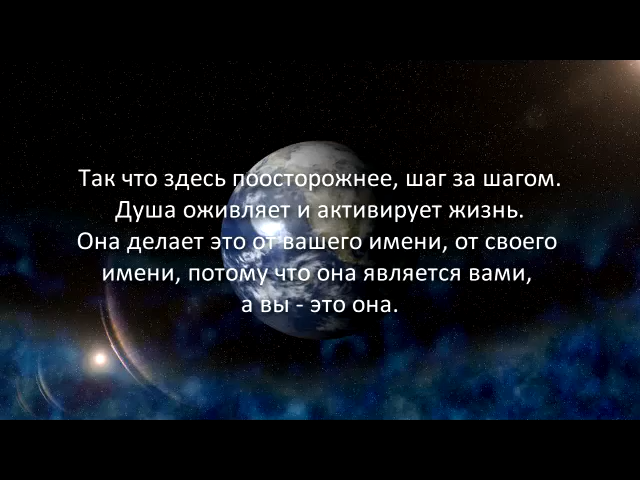 Так что здесь поосторожнее, шаг за шагом.
Душа оживляет и активирует жизнь.
Она делает это от вашего имени, от своего
имени, потому что она является вами,
а вы - это она.